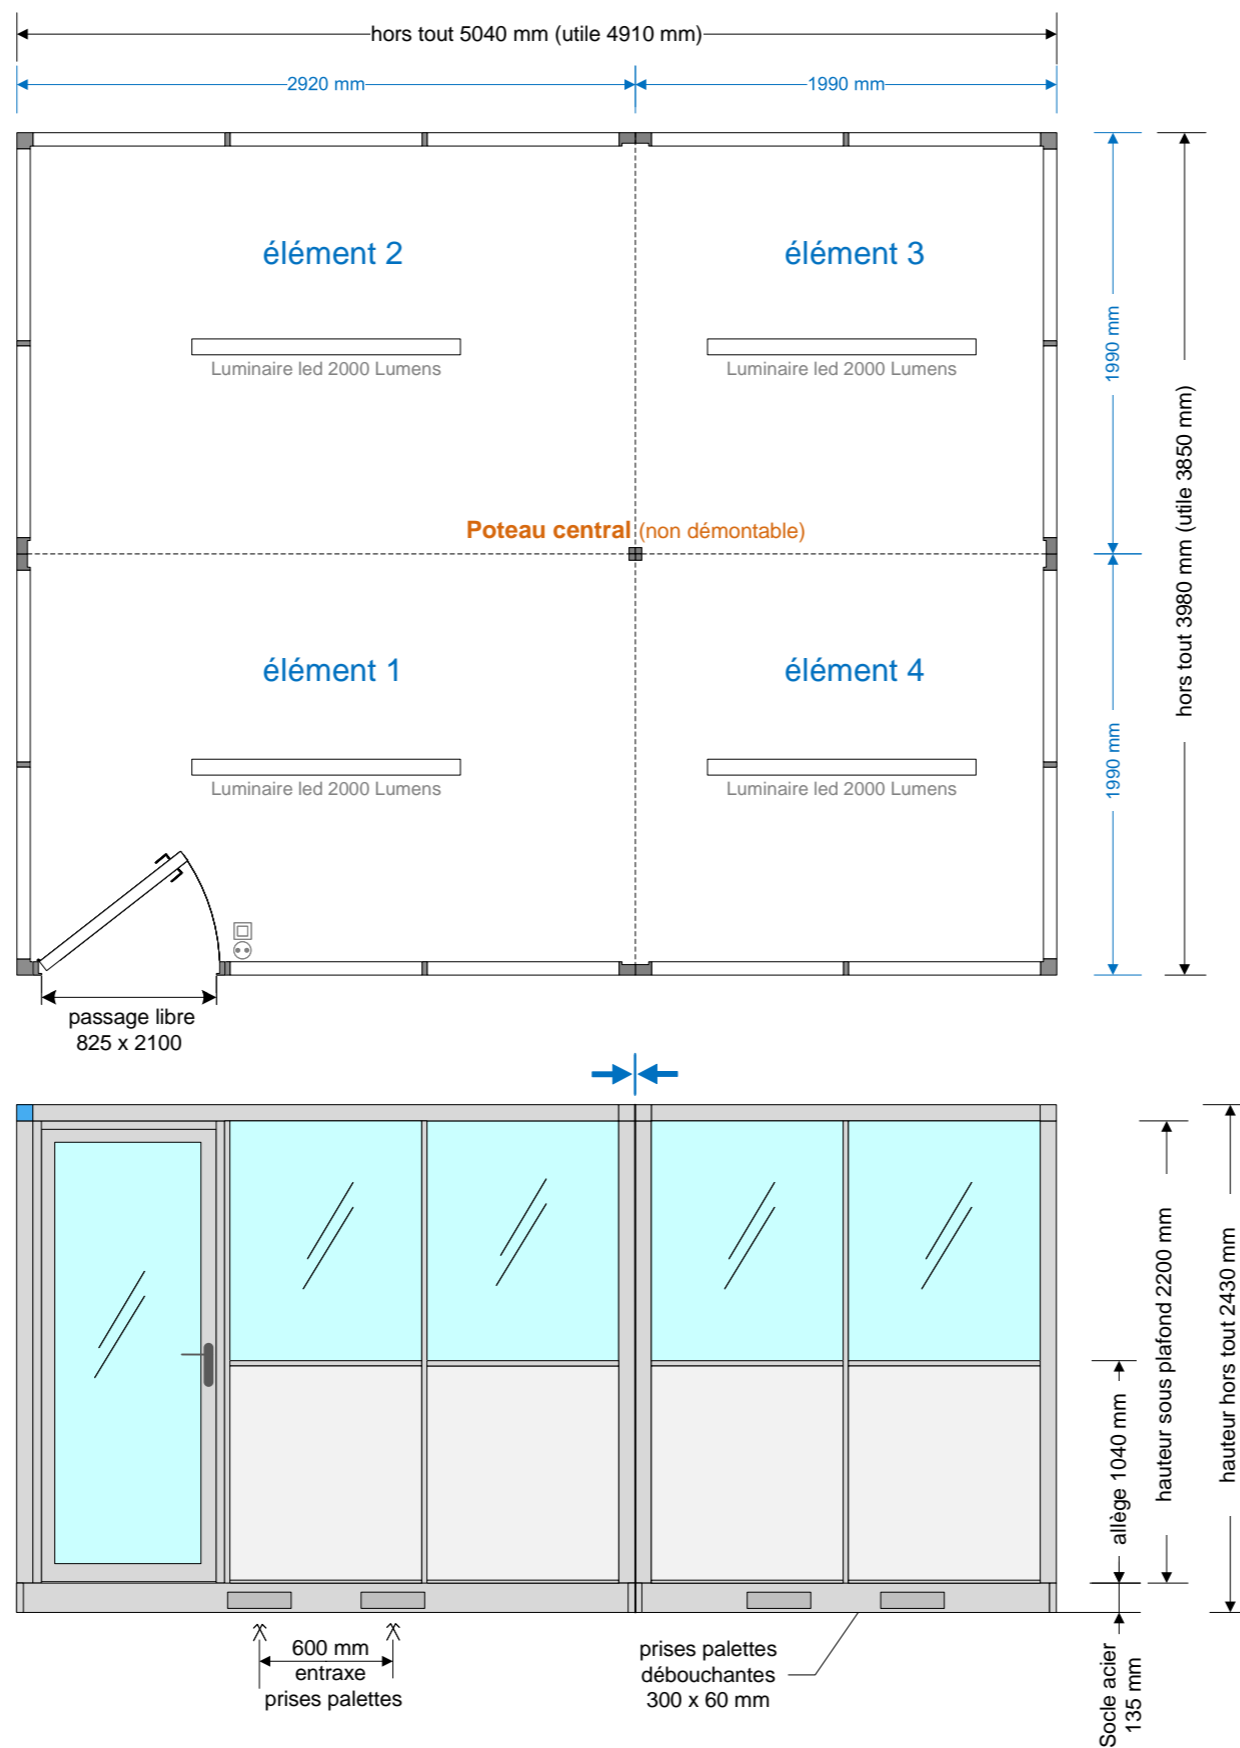 hors tout 5040 mm (utile 4910 mm)
2920 mm
1990 mm
élément 2
élément 3
Luminaire led 2000 Lumens
Luminaire led 2000 Lumens
1990 mm
hors tout 3980 mm (utile 3850 mm)
Poteau central (non démontable)
élément 1
élément 4
Luminaire led 2000 Lumens
Luminaire led 2000 Lumens
1990 mm
passage libre
825 x 2100
allège 1040 mm
hauteur sous plafond 2200 mm
hauteur hors tout 2430 mm
600 mm
entraxe
prises palettes
prises palettes
débouchantes
300 x 60 mm
Socle acier
135 mm